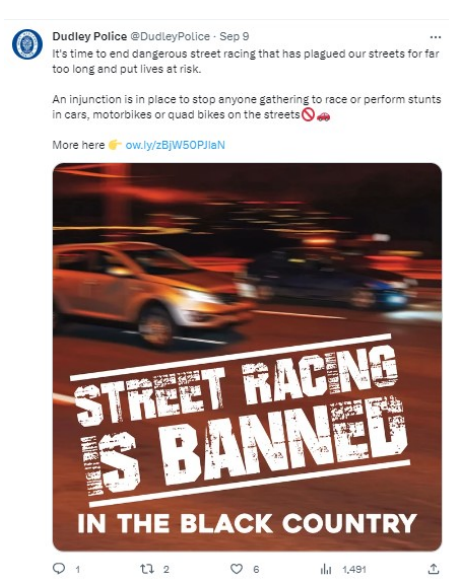 Dudley Police @DudleyPolice · Sep 9
It's time to end dangerous street racing that has plagued our streets for far
too long and put lives at risk.
An injunction is in place to stop anyone gathering to race or perform stunts
in cars, motorbikes or quad bikes on the streets🚫🚗
More here 👉 ow.ly/zBjW50PJlaN
STREET RACING
IS BANNED
IN THE BLACK COUNTRY
1 2 6 1,491